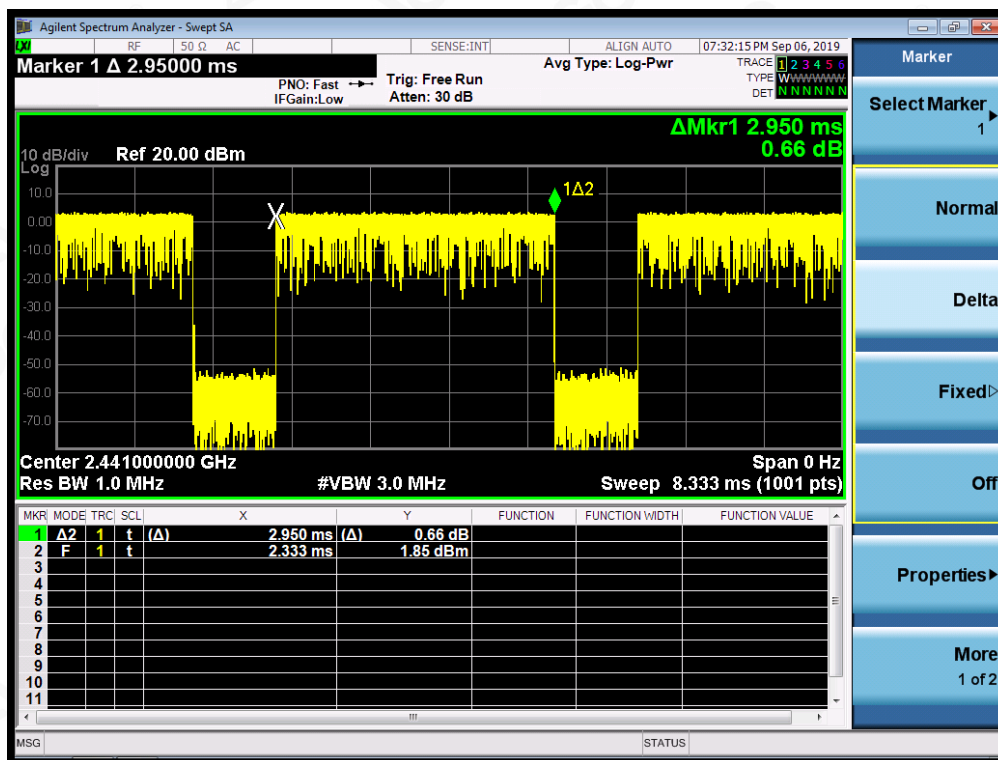 Agilent Spectrum Analyzer - Swept SA
LXI RF 50 Ω AC SENSE:INT ALIGN AUTO 07:32:15 PM Sep 06, 2019
Marker 1 Δ 2.95000 ms
PNO: Fast
IFGain:Low
Trig: Free Run
Atten: 30 dB
Avg Type: Log-Pwr
TRACE 1 2 3 4 5 6
TYPE WWWWWW
DET N N N N N N
ΔMkr1 2.950 ms
0.66 dB
10 dB/div Ref 20.00 dBm
Log
10.0
0.00
-10.0
-20.0
-30.0
-40.0
-50.0
-60.0
-70.0
X
1Δ2
Center 2.441000000 GHz Span 0 Hz
Res BW 1.0 MHz #VBW 3.0 MHz Sweep 8.333 ms (1001 pts)
MKR MODE TRC SCL X Y FUNCTION FUNCTION WIDTH FUNCTION VALUE
1 Δ2 1 t (Δ) 2.950 ms (Δ) 0.66 dB
2 F 1 t 2.333 ms 1.85 dBm
3
4
5
6
7
8
9
10
11
MSG STATUS
Marker
Select Marker
1
Normal
Delta
Fixed
Off
Properties
More
1 of 2